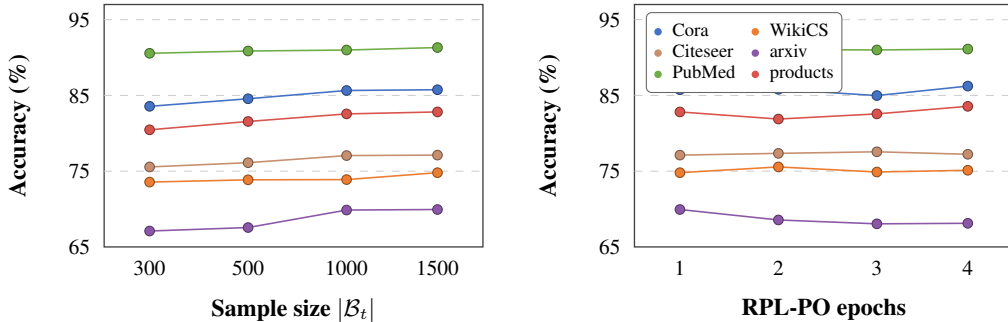 Accuracy (%)
95
85
75
65
300 500 1000 1500
Sample size |ℬₜ|
Accuracy (%)
95
85
75
65
Cora WikiCS
Citeseer arxiv
PubMed products
1 2 3 4
RPL-PO epochs